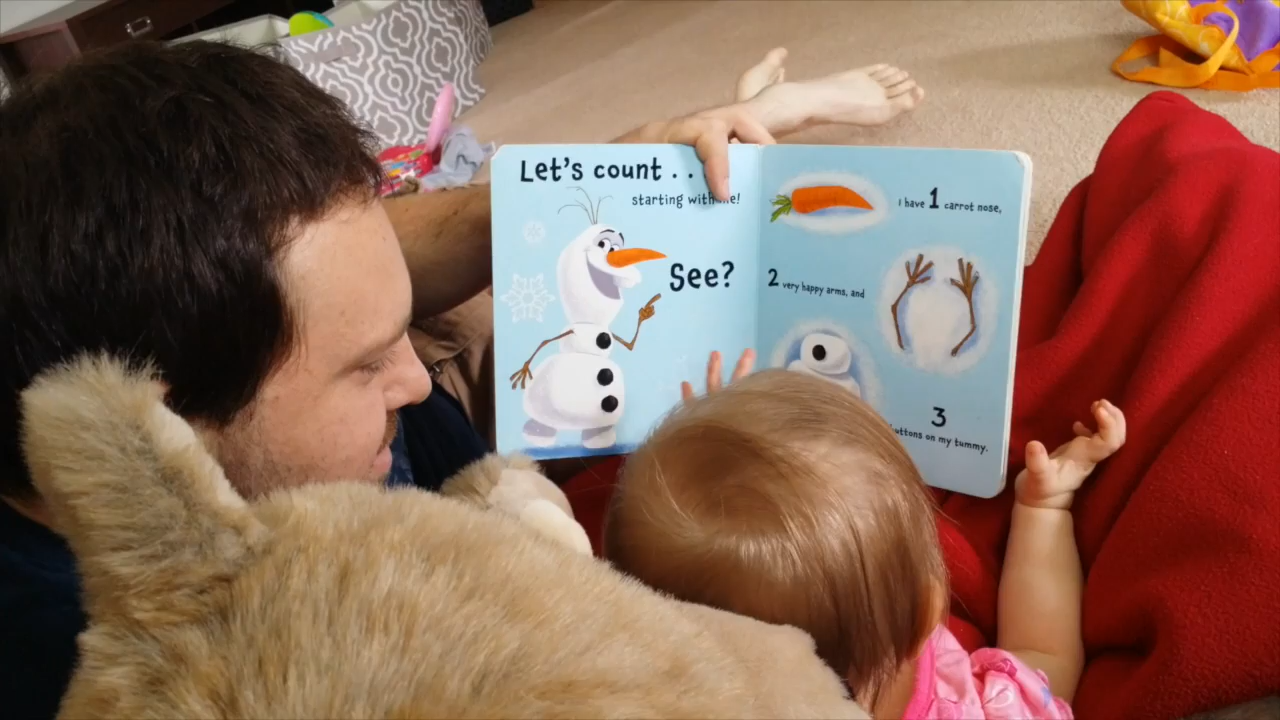 Let's count . .
starting with me!
See?
I have 1 carrot nose,
2 very happy arms, and
3
buttons on my tummy.